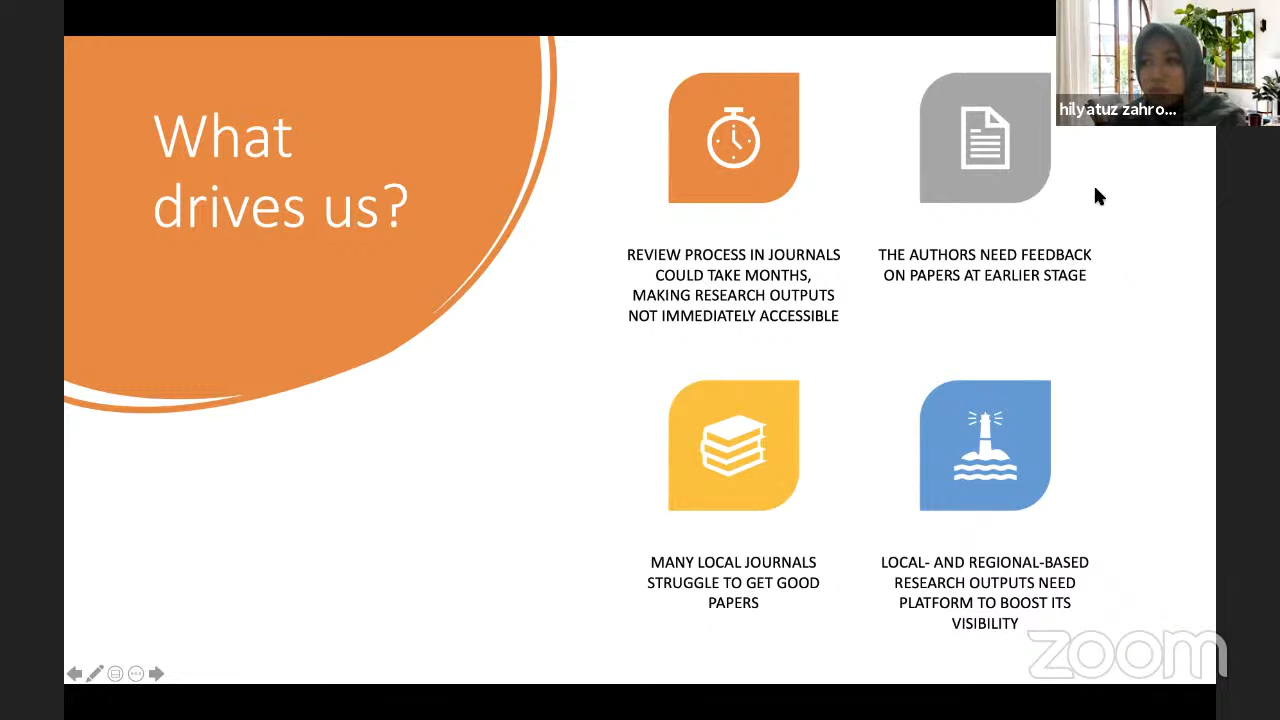 What
drives us?
REVIEW PROCESS IN JOURNALS
COULD TAKE MONTHS,
MAKING RESEARCH OUTPUTS
NOT IMMEDIATELY ACCESSIBLE
THE AUTHORS NEED FEEDBACK
ON PAPERS AT EARLIER STAGE
MANY LOCAL JOURNALS
STRUGGLE TO GET GOOD
PAPERS
LOCAL- AND REGIONAL-BASED
RESEARCH OUTPUTS NEED
PLATFORM TO BOOST ITS
VISIBILITY
hilyatuz zahro...
zoom